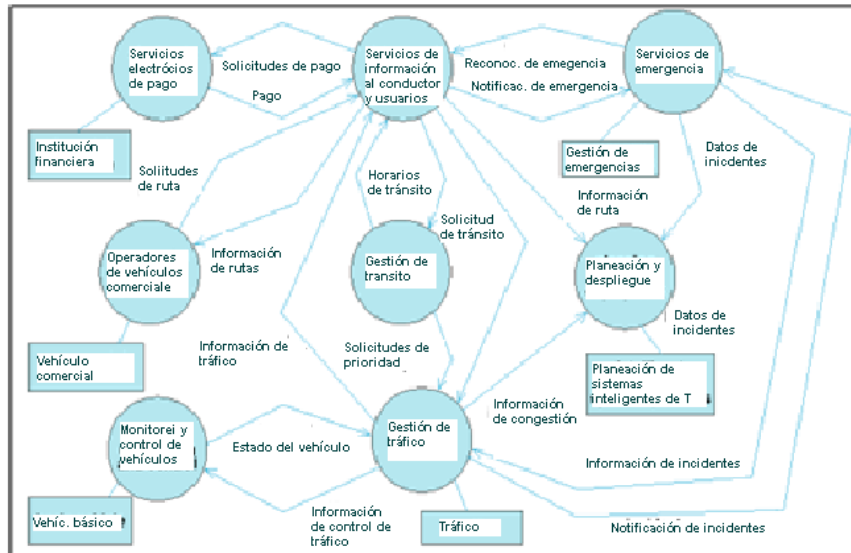 Servicios
electrócios
de pago
Solicitudes de pago
Pago
Servicios de
información
al conductor
y usuarios
Reconoc. de emegencia
Notificac. de emergencia
Servicios de
emergencia
Institución
financiera
Soliitudes
de ruta
Horarios
de tránsito
Solicitud
de tránsito
Gestión de
emergencias
Datos de
inicidentes
Información
de ruta
Operadores
de vehículos
comerciale
Información
de rutas
Gestión de
transito
Planeación y
despliegue
Datos de
incidentes
Vehículo
comercial
Información de
tráfico
Solicitudes de
prioridad
Planeación de
sistemas
inteligentes de T
Información
de congestión
Monitorei y
control de
vehículos
Estado del vehículo
Gestión de
tráfico
Información de incidentes
Vehíc. básico
Información
de control de
tráfico
Tráfico
Notificación de incidentes